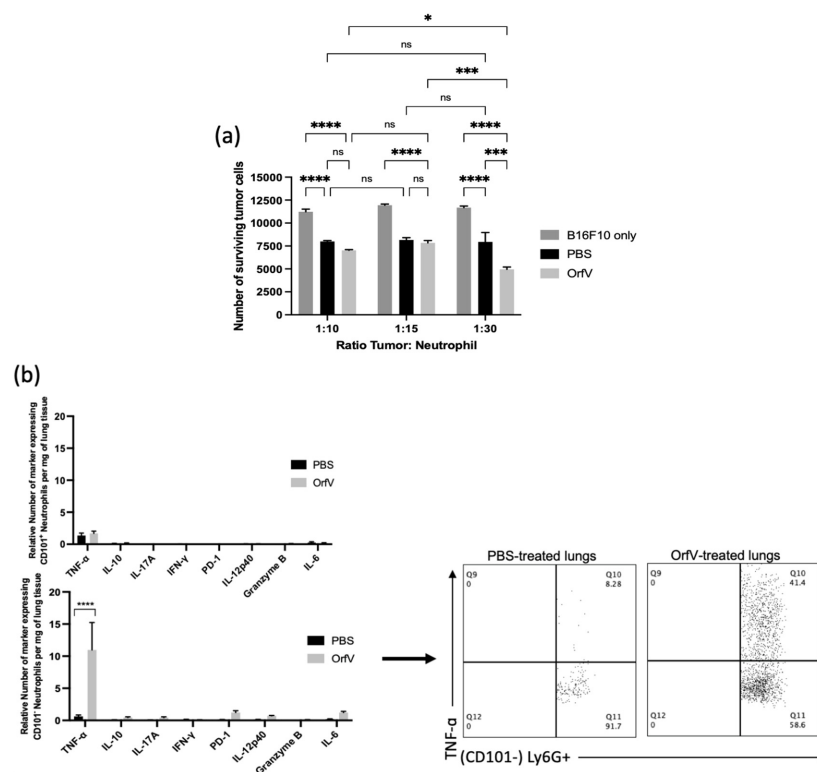 *
ns
***
ns
(a)
**** ns ****
ns **** ***
**** ns ns ****
Number of surviving tumor cells
15000
12500
10000
7500
5000
2500
0
1:10 1:15 1:30
Ratio Tumor: Neutrophil
B16F10 only
PBS
OrfV
(b)
Relative Number of marker expressing
CD101+ Neutrophils per mg of lung tissue
20
15
10
5
0
PBS
OrfV
TNF-α IL-10 IL-17A IFN-γ PD-1 IL-12p40 Granzyme B IL-6
Relative Number of marker expressing
CD101- Neutrophils per mg of lung tissue
20
15
10
5
0
****
PBS
OrfV
TNF-α IL-10 IL-17A IFN-γ PD-1 IL-12p40 Granzyme B IL-6
PBS-treated lungs
Q9
0
Q10
8.28
Q12
0
Q11
91.7
OrfV-treated lungs
Q9
0
Q10
41.4
Q12
0
Q11
58.6
TNF-α
(CD101-) Ly6G+